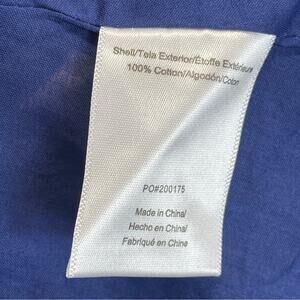 Shell/Tela Exterior/Étoffe Extérieure
100% Cotton/Algodón/Coton
PO#200175
Made in China/
Hecho en China/
Fabriqué en Chine